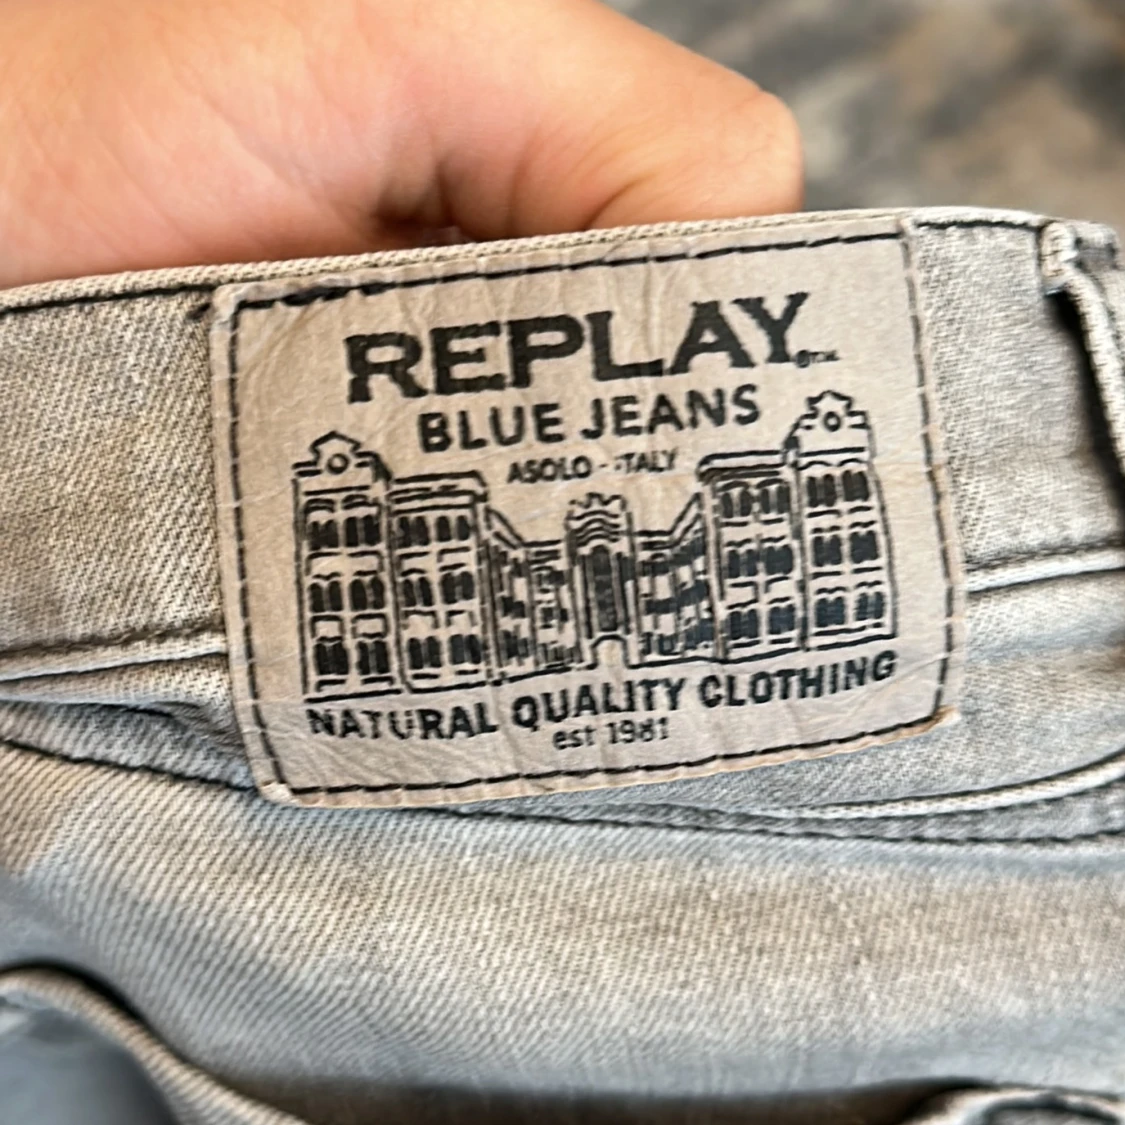 REPLAY
BLUE JEANS
ASOLO - ITALY
NATURAL QUALITY CLOTHING
est 1981